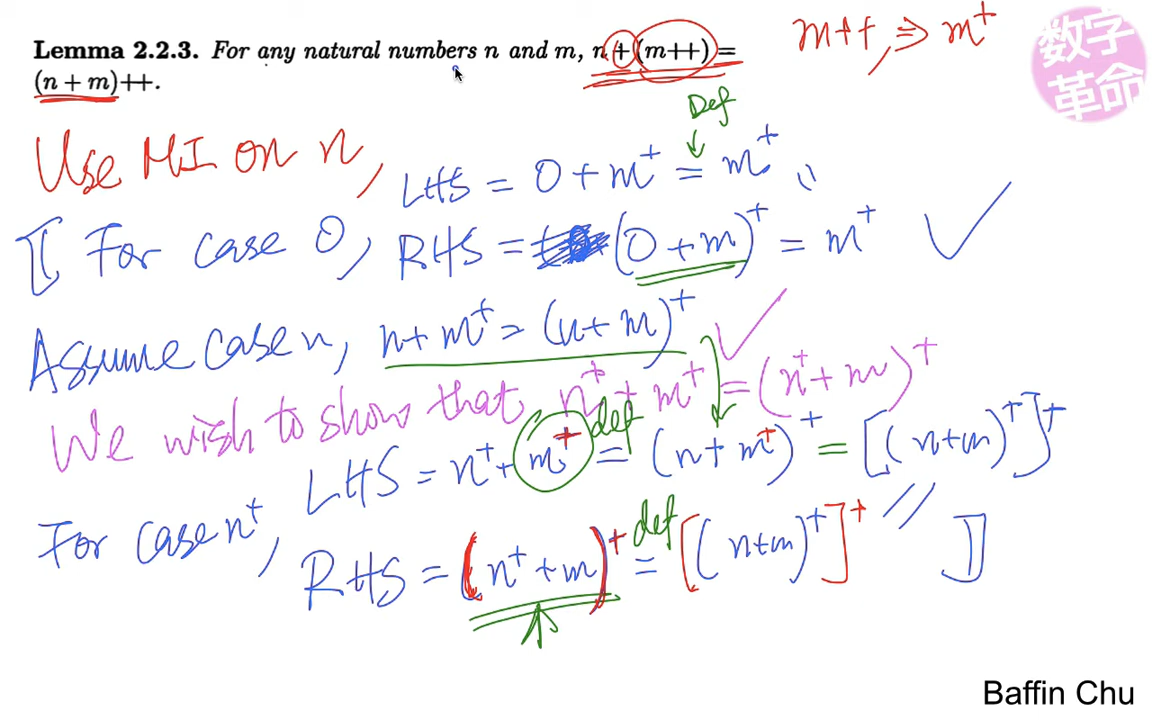 Lemma 2.2.3. For any natural numbers n and m, n + (m++) =
(n + m)++.
m++, ⇒ m⁺
数字
革命
Def
↓
Use MI on n,
LHS = 0 + m⁺ = m⁺
[ For case 0, RHS = (0 + m)⁺ = m⁺ ✓
Assume case n, n + m⁺ = (n + m)⁺ ✓
We wish to show that n⁺ + m⁺ = (n⁺ + m)⁺
def
LHS = n⁺ + m⁺ = (n + m⁺)⁺ = [(n+m)⁺]⁺
For case n⁺,
def
RHS = (n⁺ + m)⁺ = [(n+m)⁺]⁺ ]
Baffin Chu